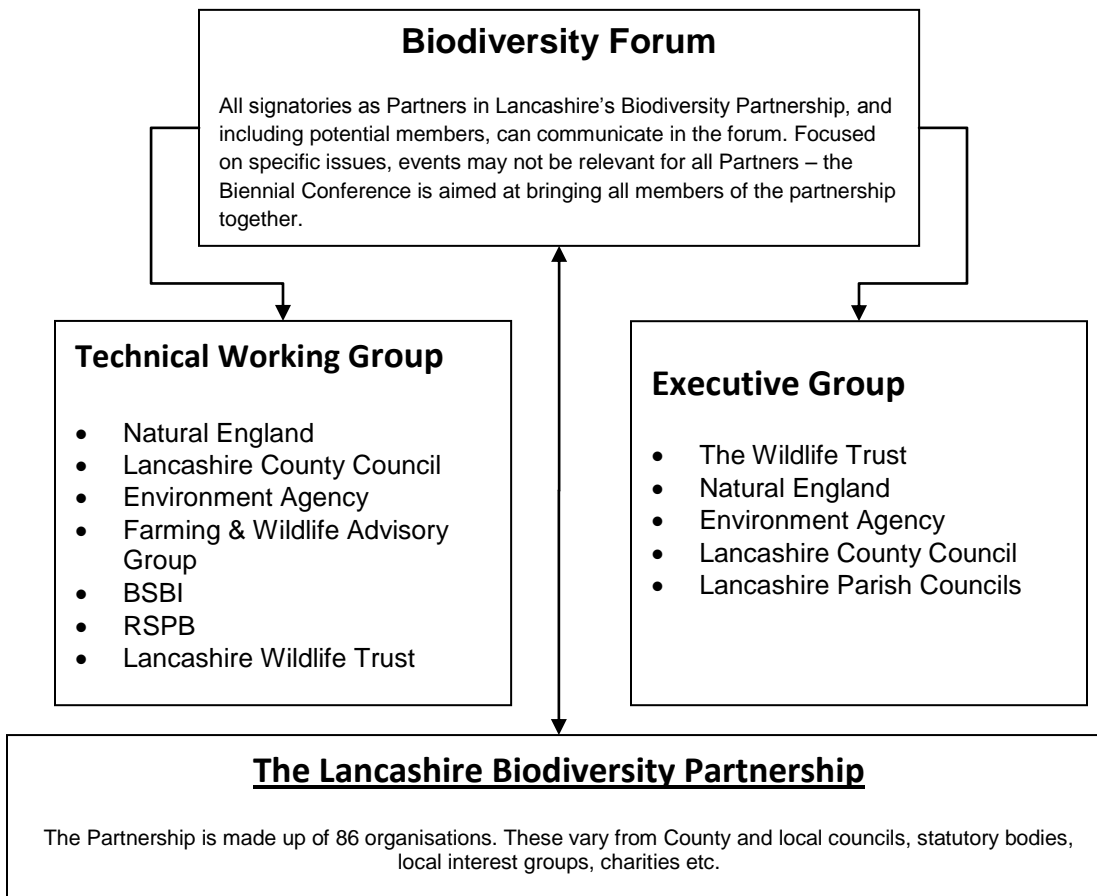 Biodiversity Forum
All signatories as Partners in Lancashire’s Biodiversity Partnership, and
including potential members, can communicate in the forum. Focused
on specific issues, events may not be relevant for all Partners – the
Biennial Conference is aimed at bringing all members of the partnership
together.
Technical Working Group
• Natural England
• Lancashire County Council
• Environment Agency
• Farming & Wildlife Advisory
Group
• BSBI
• RSPB
• Lancashire Wildlife Trust
Executive Group
• The Wildlife Trust
• Natural England
• Environment Agency
• Lancashire County Council
• Lancashire Parish Councils
The Lancashire Biodiversity Partnership
The Partnership is made up of 86 organisations. These vary from County and local councils, statutory bodies,
local interest groups, charities etc.